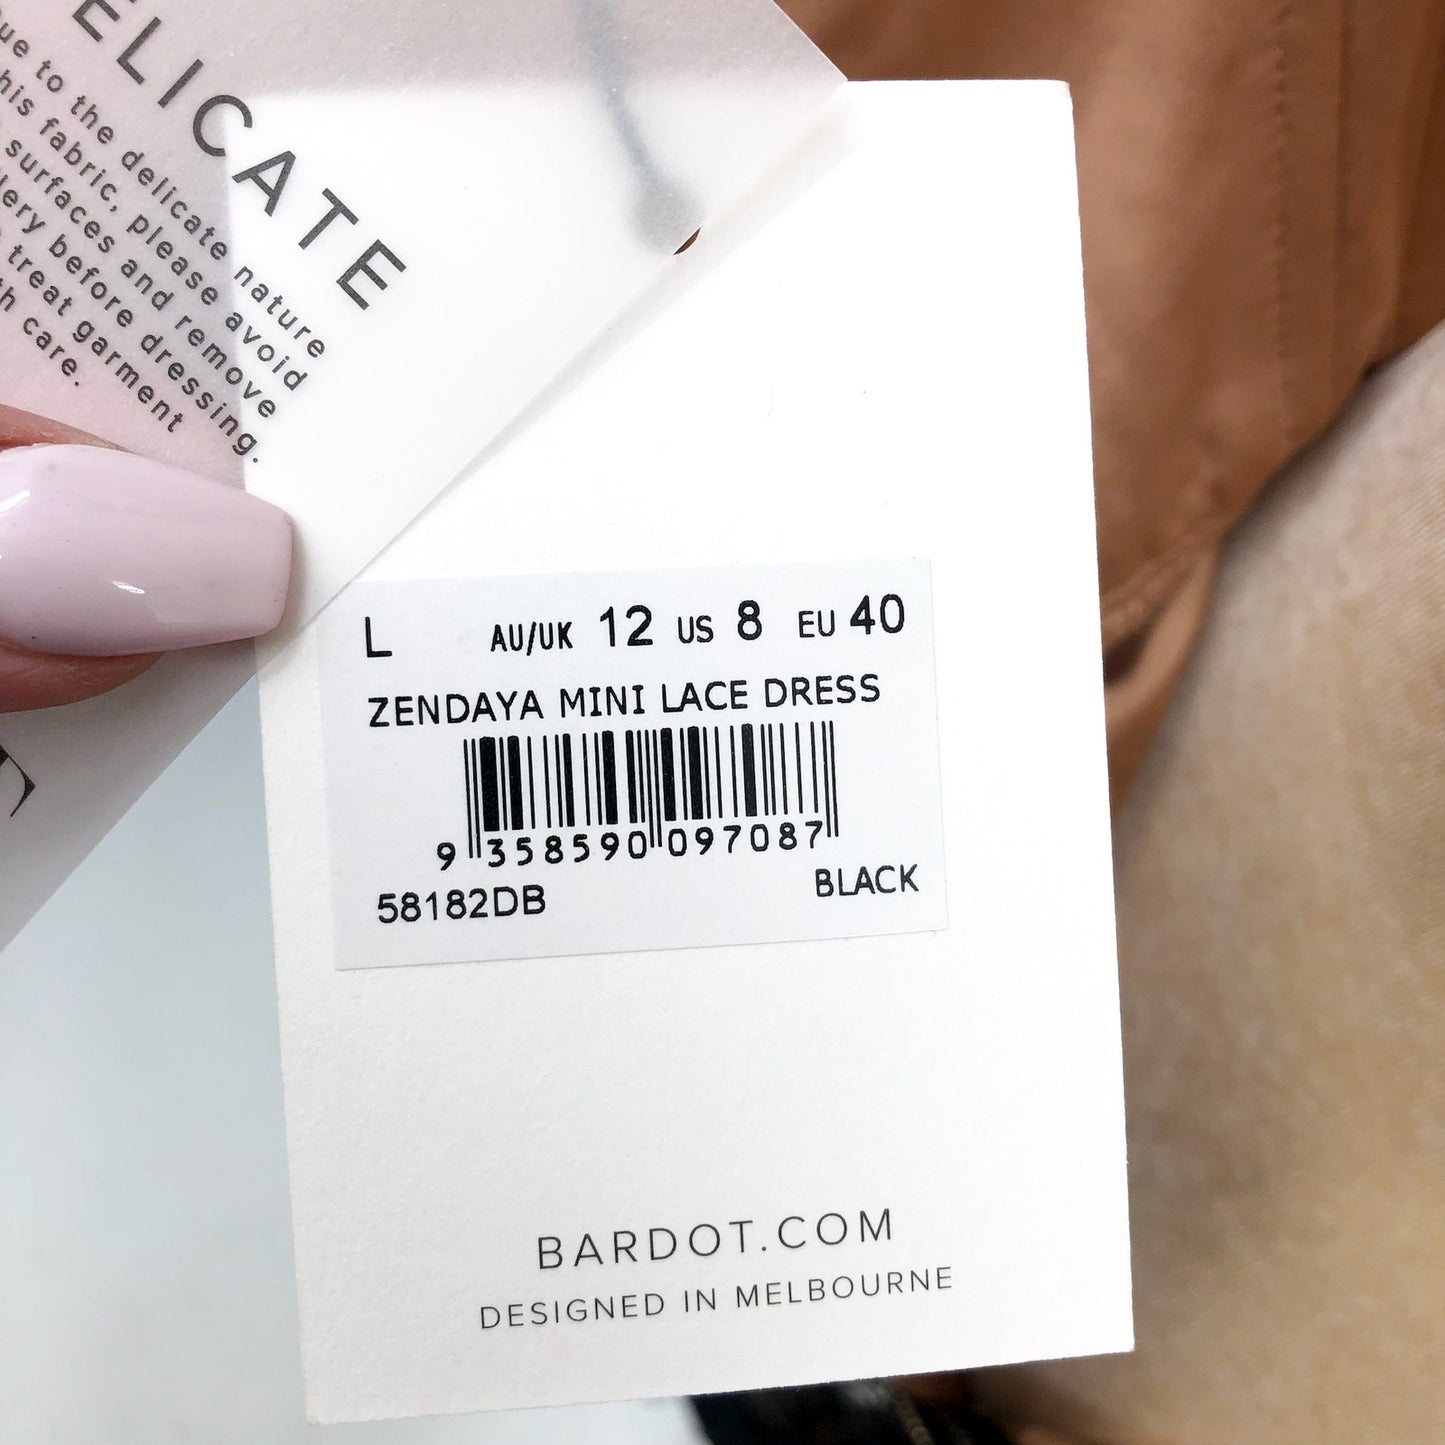 ELICATE
ue to the delicate nature
his fabric, please avoid
surfaces and remove
llery before dressing.
treat garment
th care.
L AU/UK 12 US 8 EU 40
ZENDAYA MINI LACE DRESS
9 358590 097087
58182DB BLACK
BARDOT.COM
DESIGNED IN MELBOURNE